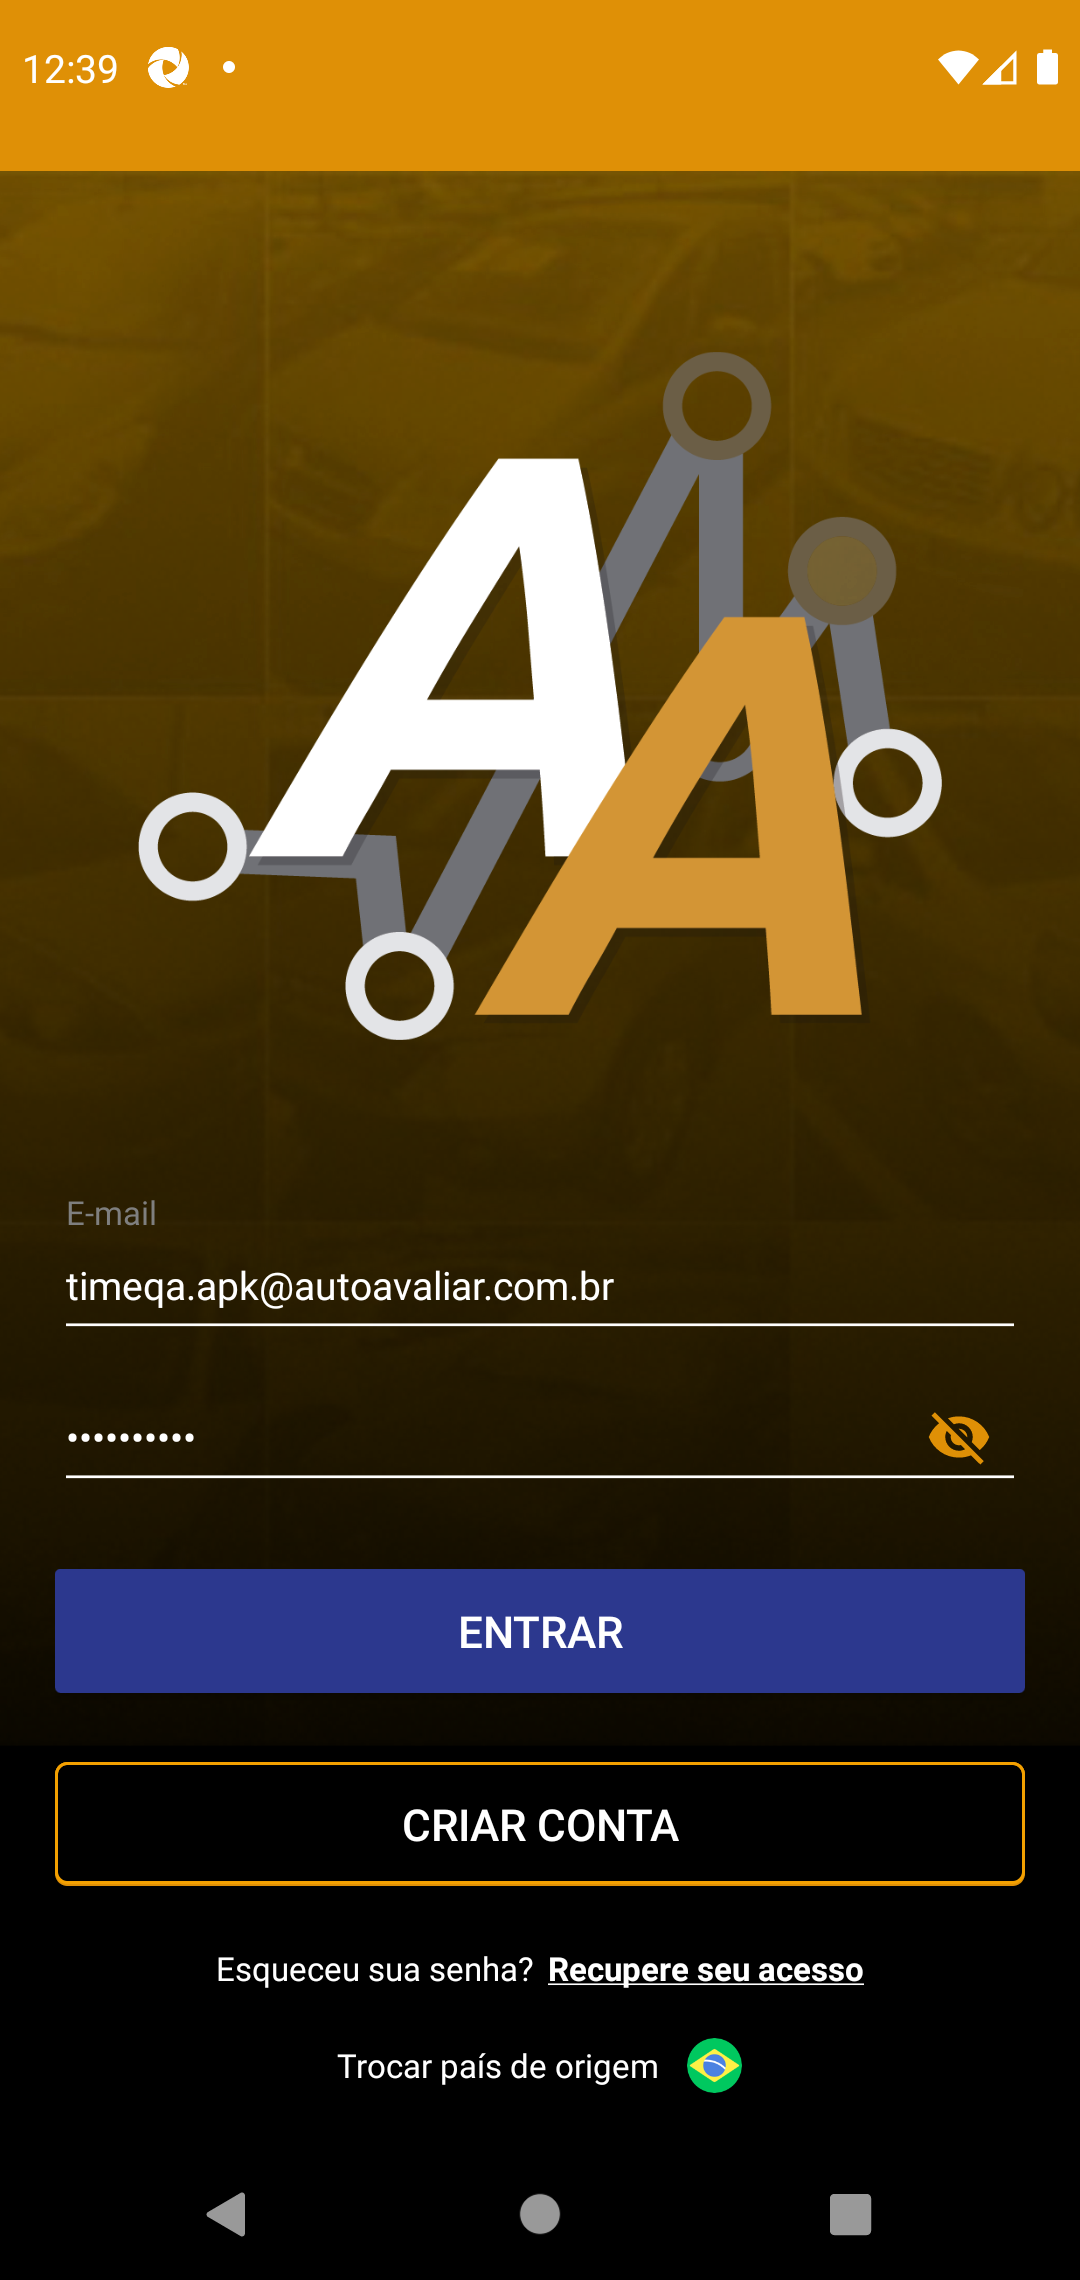 12:39
AA
E-mail
timeqa.apk@autoavaliar.com.br
••••••••••
ENTRAR
CRIAR CONTA
Esqueceu sua senha? Recupere seu acesso
Trocar país de origem